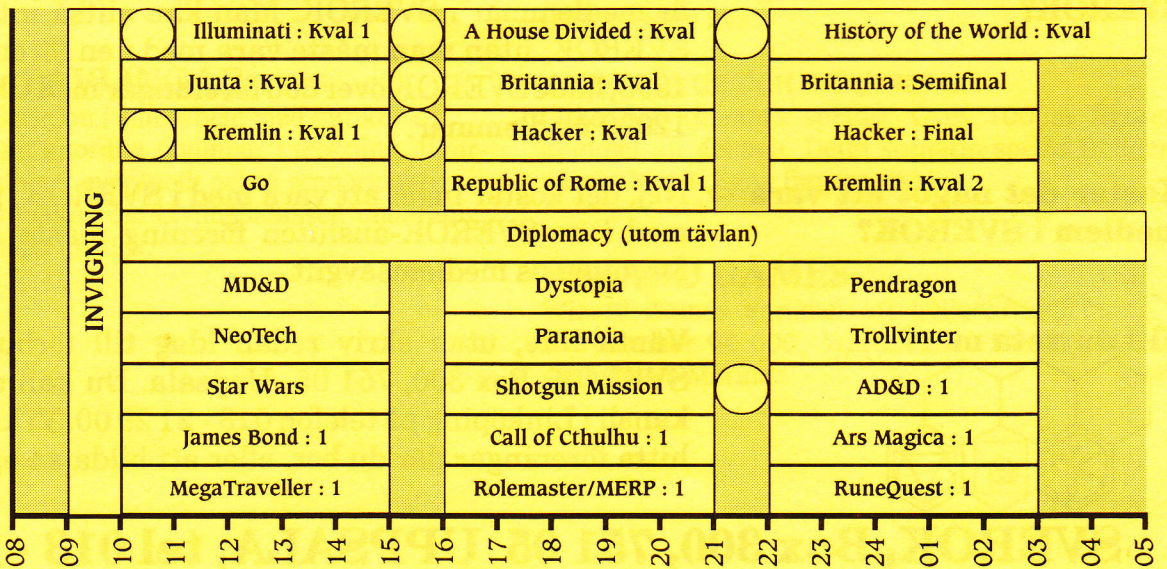 Illuminati : Kval 1
A House Divided : Kval
History of the World : Kval
Junta : Kval 1
Britannia : Kval
Britannia : Semifinal
Kremlin : Kval 1
Hacker : Kval
Hacker : Final
Go
Republic of Rome : Kval 1
Kremlin : Kval 2
INVIGNING
Diplomacy (utom tävlan)
MD&D
Dystopia
Pendragon
NeoTech
Paranoia
Trollvinter
Star Wars
Shotgun Mission
AD&D : 1
James Bond : 1
Call of Cthulhu : 1
Ars Magica : 1
MegaTraveller : 1
Rolemaster/MERP : 1
RuneQuest : 1
08 09 10 11 12 13 14 15 16 17 18 19 20 21 22 23 24 01 02 03 04 05